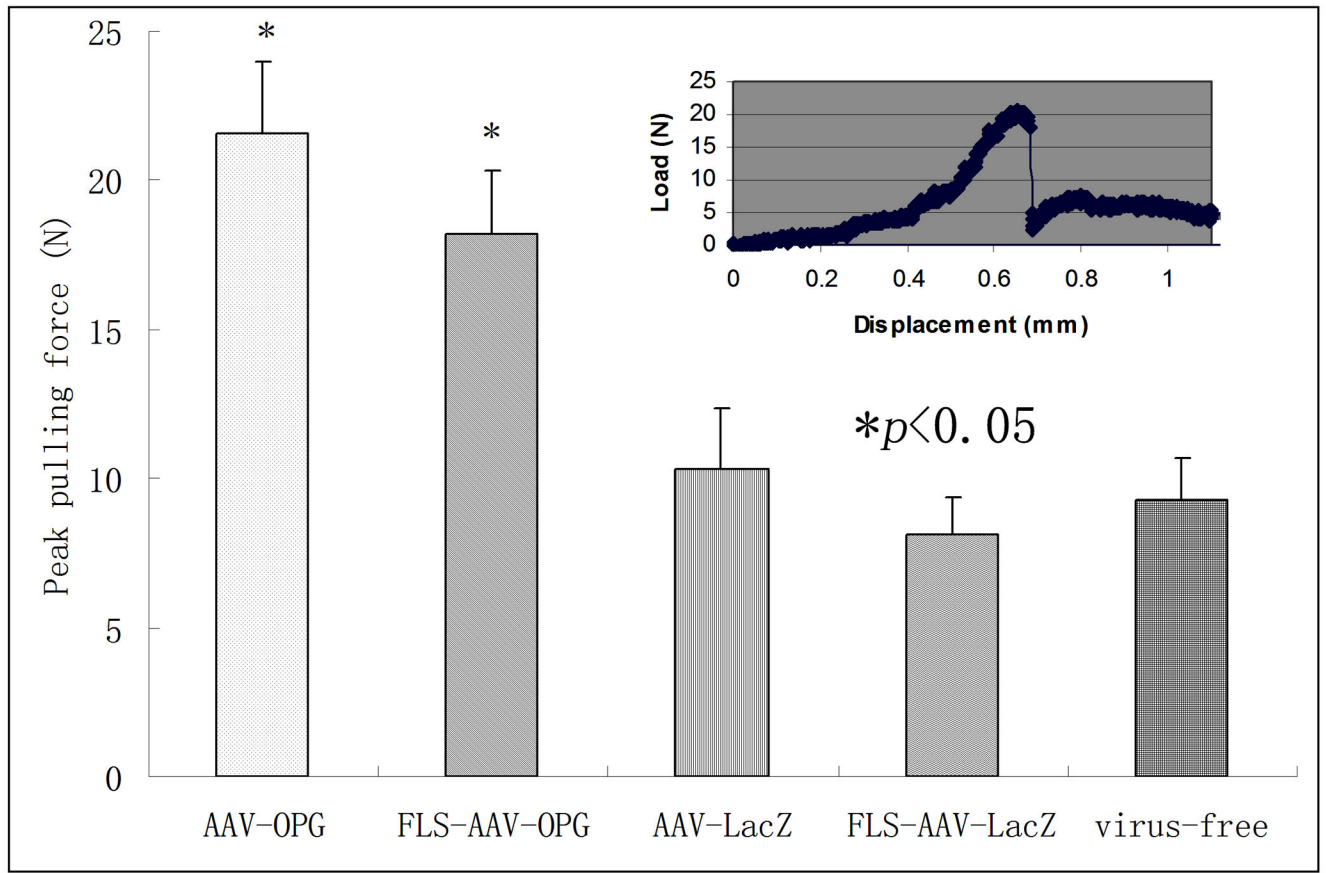 Peak pulling force (N)
25
20
15
10
5
0
*
*
Load (N)
25
20
15
10
5
0
0 0.2 0.4 0.6 0.8 1
Displacement (mm)
*p<0.05
AAV-OPG FLS-AAV-OPG AAV-LacZ FLS-AAV-LacZ virus-free